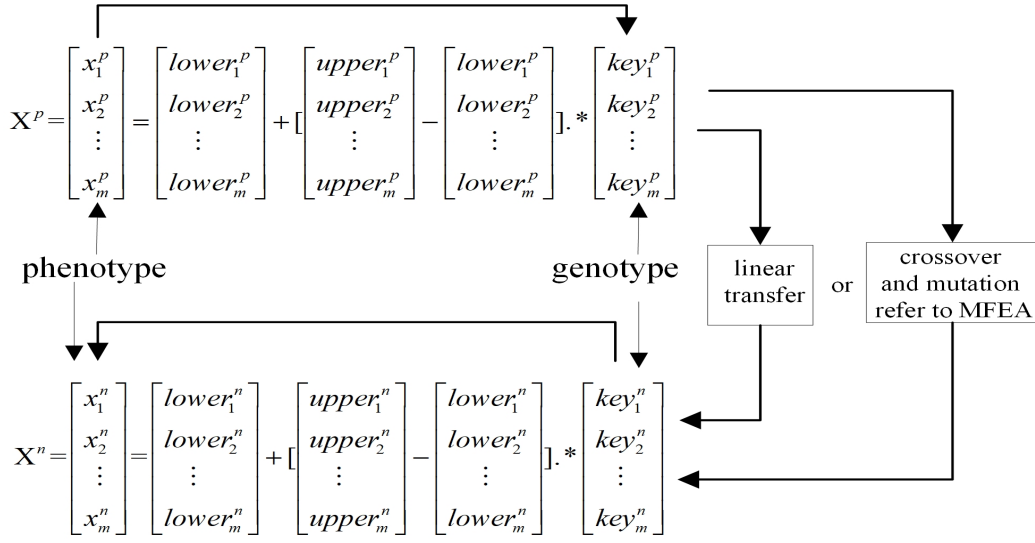 X^p = [x_1^p x_2^p ⋮ x_m^p] = [lower_1^p lower_2^p ⋮ lower_m^p] + [[upper_1^p upper_2^p ⋮ upper_m^p] − [lower_1^p lower_2^p ⋮ lower_m^p]].*[key_1^p key_2^p ⋮ key_m^p]
phenotype
genotype
linear
transfer
or
crossover
and mutation
refer to MFEA
X^n = [x_1^n x_2^n ⋮ x_m^n] = [lower_1^n lower_2^n ⋮ lower_m^n] + [[upper_1^n upper_2^n ⋮ upper_m^n] − [lower_1^n lower_2^n ⋮ lower_m^n]].*[key_1^n key_2^n ⋮ key_m^n]